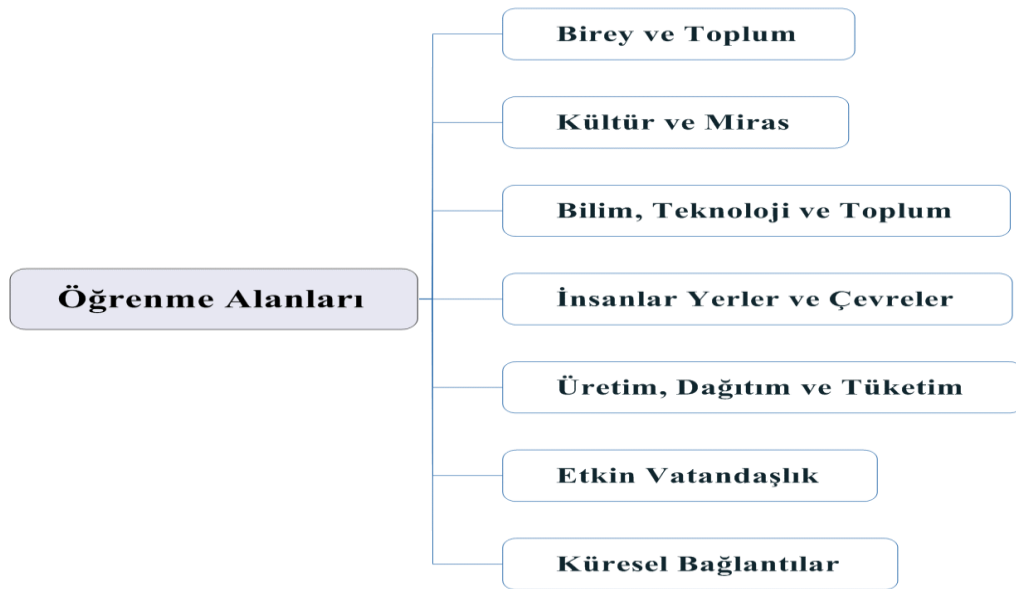 Öğrenme Alanları
Birey ve Toplum
Kültür ve Miras
Bilim, Teknoloji ve Toplum
İnsanlar Yerler ve Çevreler
Üretim, Dağıtım ve Tüketim
Etkin Vatandaşlık
Küresel Bağlantılar